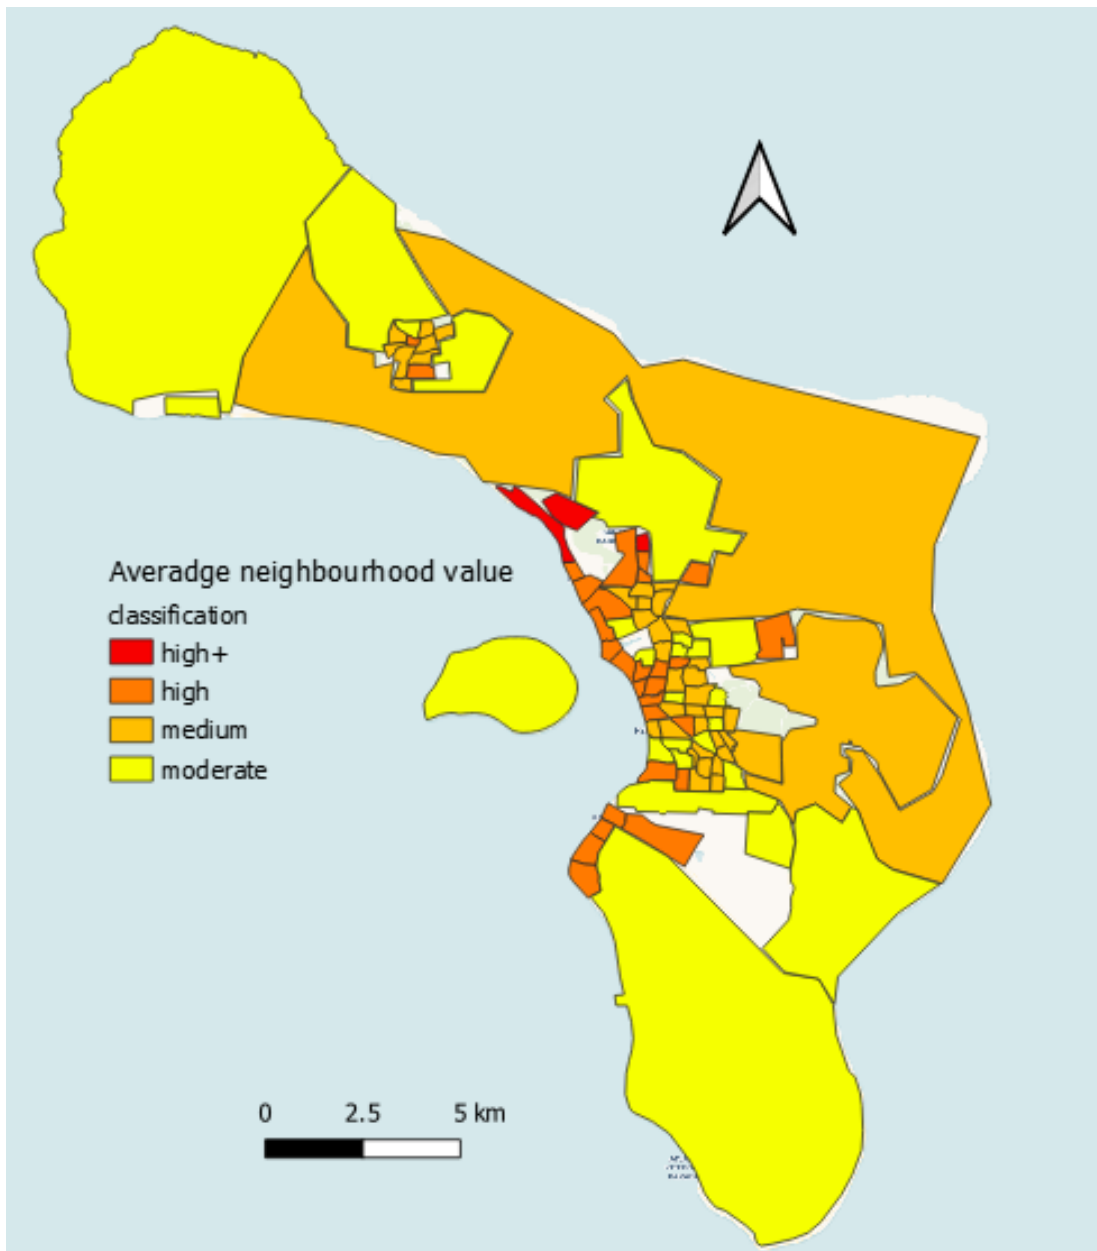 Averadge neighbourhood value
classification
high+
high
medium
moderate
0 2.5 5 km